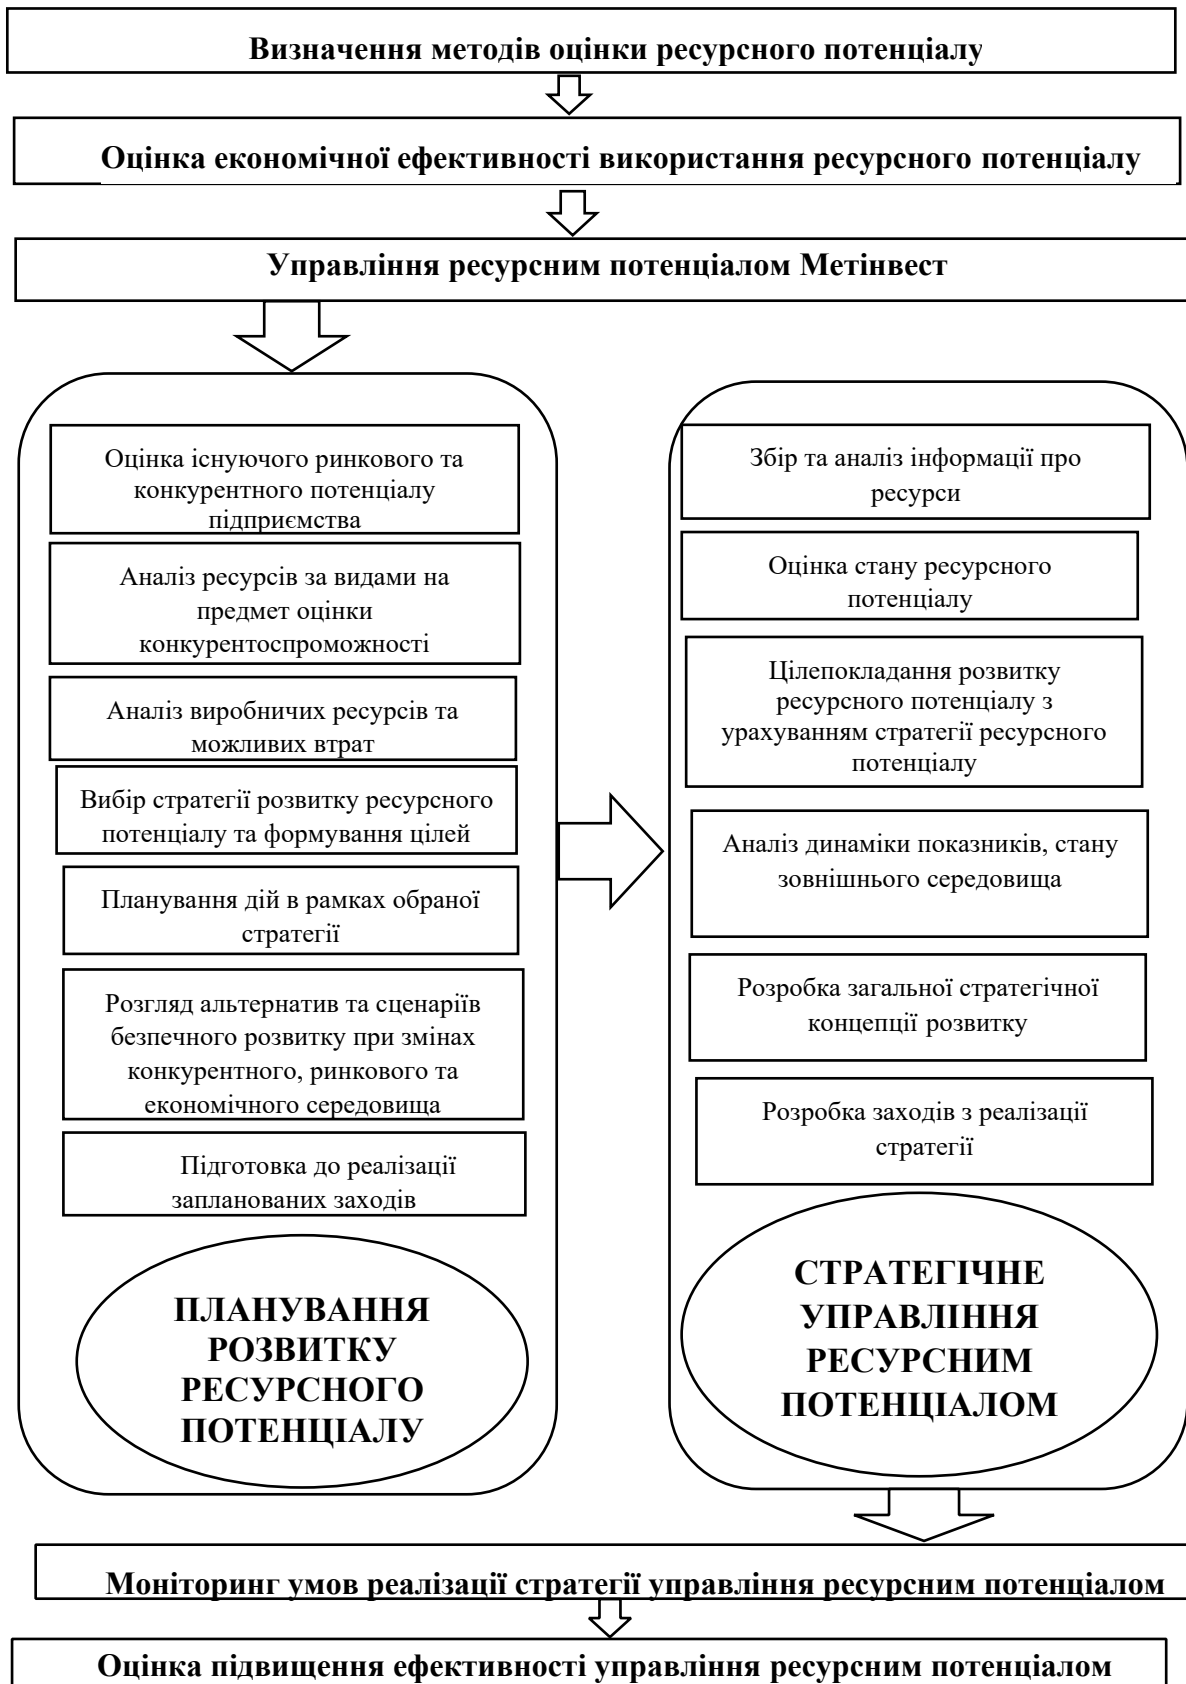 Визначення методів оцінки ресурсного потенціалу
Оцінка економічної ефективності використання ресурсного потенціалу
Управління ресурсним потенціалом Метінвест
Оцінка існуючого ринкового та
конкурентного потенціалу
підприємства
Аналіз ресурсів за видами на
предмет оцінки
конкурентоспроможності
Аналіз виробничих ресурсів та
можливих втрат
Вибір стратегії розвитку ресурсного
потенціалу та формування цілей
Планування дій в рамках обраної
стратегії
Розгляд альтернатив та сценаріїв
безпечного розвитку при змінах
конкурентного, ринкового та
економічного середовища
Підготовка до реалізації
запланованих заходів
ПЛАНУВАННЯ
РОЗВИТКУ
РЕСУРСНОГО
ПОТЕНЦІАЛУ
Збір та аналіз інформації про
ресурси
Оцінка стану ресурсного
потенціалу
Цілепокладання розвитку
ресурсного потенціалу з
урахуванням стратегії ресурсного
потенціалу
Аналіз динаміки показників, стану
зовнішнього середовища
Розробка загальної стратегічної
концепції розвитку
Розробка заходів з реалізації
стратегії
СТРАТЕГІЧНЕ
УПРАВЛІННЯ
РЕСУРСНИМ
ПОТЕНЦІАЛОМ
Моніторинг умов реалізації стратегії управління ресурсним потенціалом
Оцінка підвищення ефективності управління ресурсним потенціалом